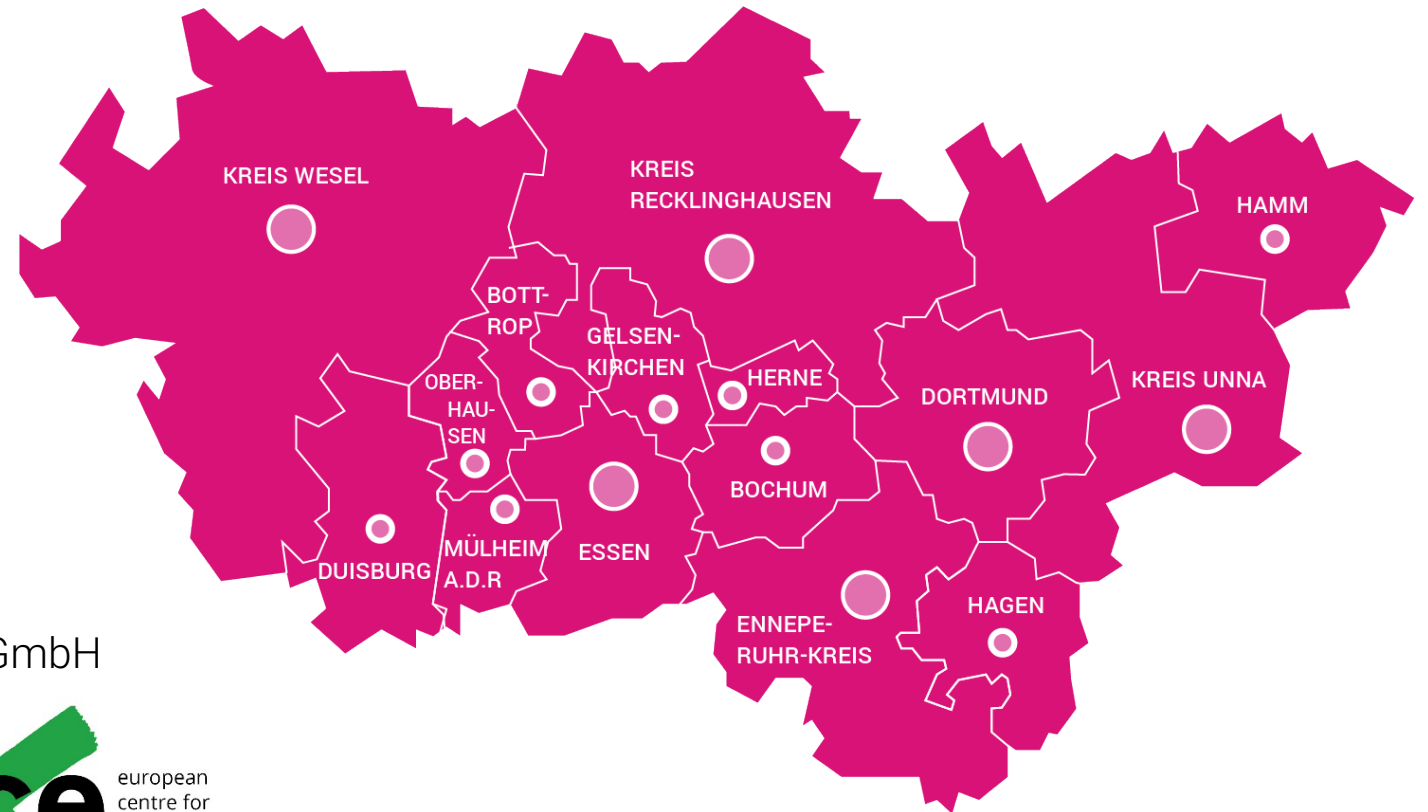 KREIS WESEL
KREIS
RECKLINGHAUSEN
HAMM
BOTT-
ROP
GELSEN-
KIRCHEN
OBER-
HAU-
SEN
HERNE
DORTMUND
KREIS UNNA
BOCHUM
MÜLHEIM
A.D.R
ESSEN
DUISBURG
HAGEN
ENNEPE-
RUHR-KREIS
GmbH
ce
european
centre for